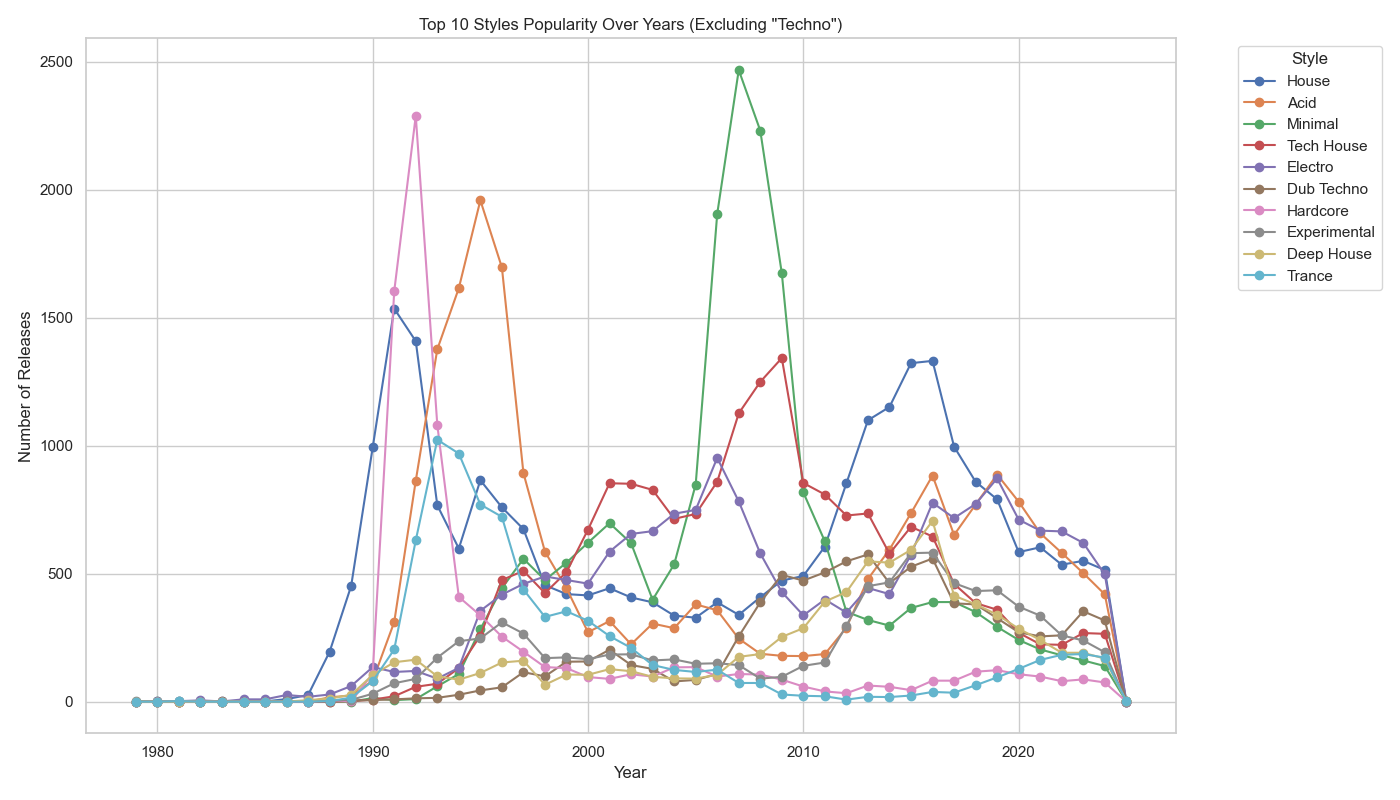 Top 10 Styles Popularity Over Years (Excluding "Techno")
Number of Releases
2500
2000
1500
1000
500
0
1980
1990
2000
2010
2020
Year
Style
House
Acid
Minimal
Tech House
Electro
Dub Techno
Hardcore
Experimental
Deep House
Trance